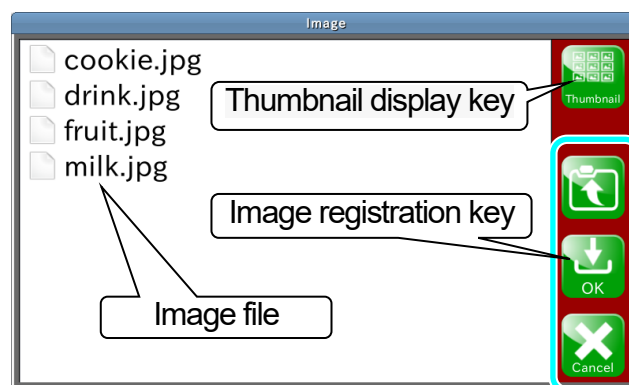 Image
cookie.jpg
drink.jpg
fruit.jpg
milk.jpg
Thumbnail display key
Thumbnail
Image registration key
OK
Image file
Cancel